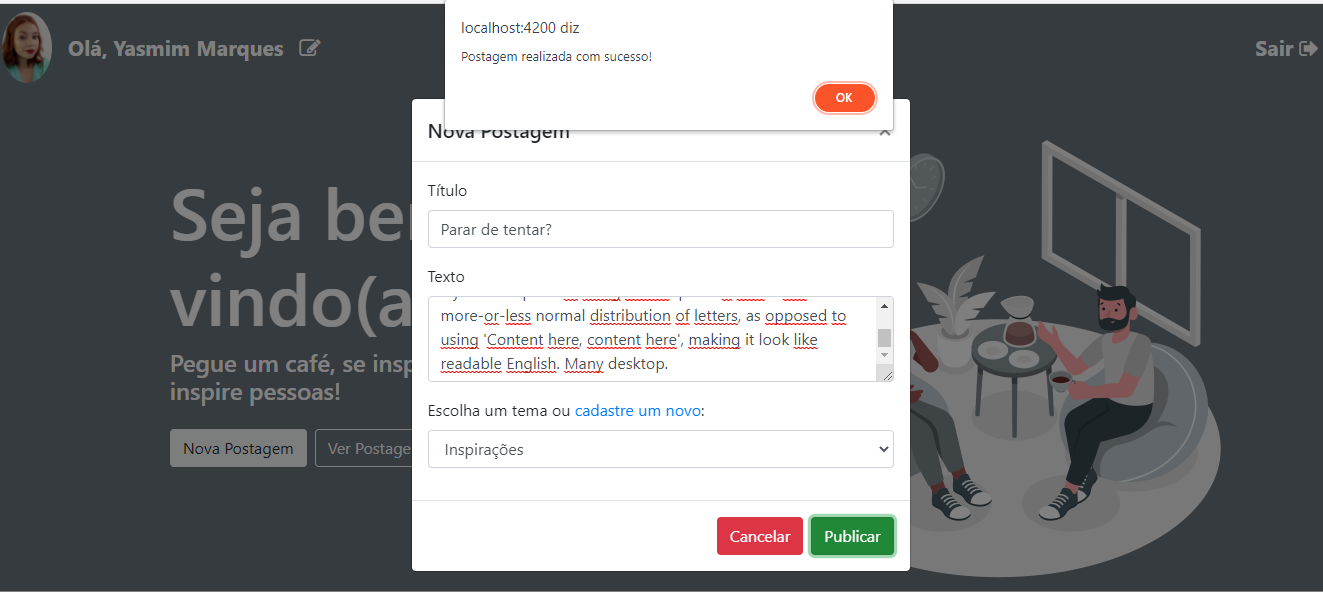 localhost:4200 diz
Postagem realizada com sucesso!
OK
Olá, Yasmim Marques
Sair
Nova Postagem
Título
Parar de tentar?
Texto
more-or-less normal distribution of letters, as opposed to
using 'Content here, content here', making it look like
readable English. Many desktop.
Escolha um tema ou cadastre um novo:
Inspirações
Cancelar
Publicar
Seja be
vindo(a
Pegue um café, se insp
inspire pessoas!
Nova Postagem
Ver Postage